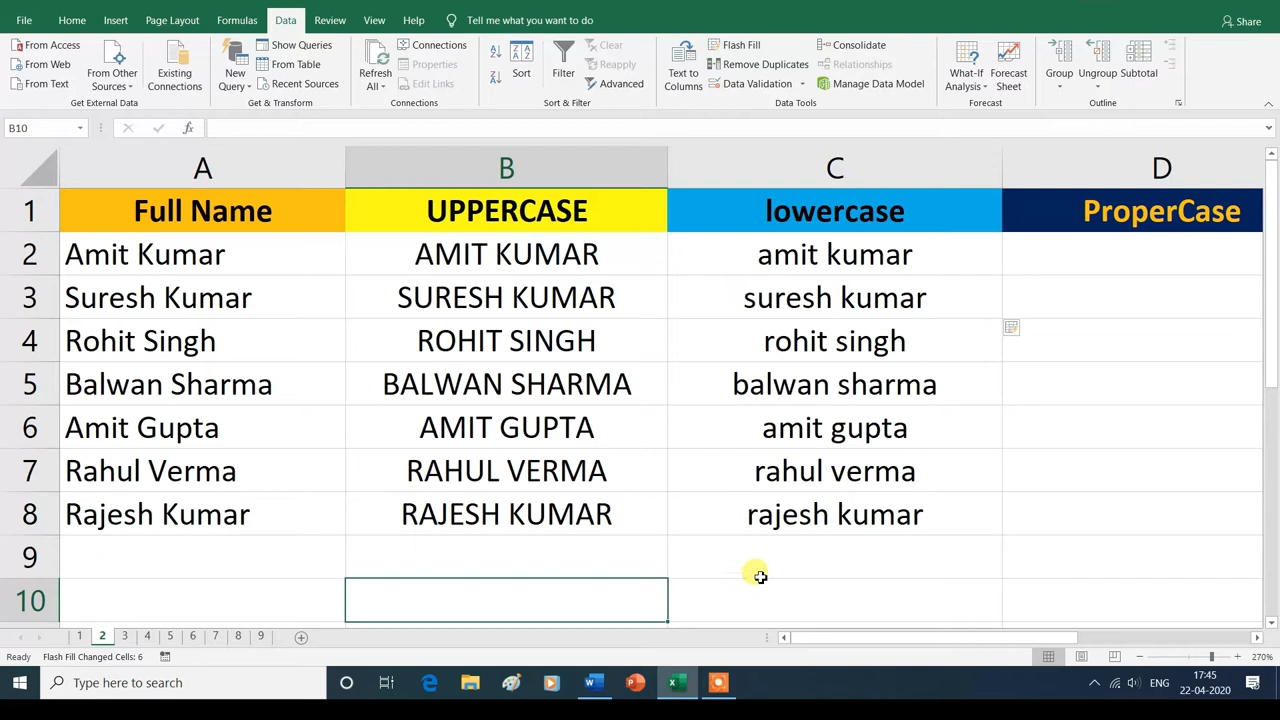 File Home Insert Page Layout Formulas Data Review View Help Tell me what you want to do Share
From Access
From Web
From Text
From Other
Source
Existing
Connections
Get External Data
New
Query
Show Queries
From Table
Recent Sources
Get & Transform
Refresh
All
Connections
Properties
Edit Links
Connections
Sort
Filter
Clear
Reapply
Advanced
Sort & Filter
Text to
Columns
Flash Fill
Remove Duplicates
Data Validation
Consolidate
Relationships
Manage Data Model
Data Tools
What-If
Analysis
Forecast
Sheet
Forecast
Group
Ungroup
Subtotal
Outline
B10 fx
A B C D
1 Full Name UPPERCASE lowercase ProperCase
2 Amit Kumar AMIT KUMAR amit kumar
3 Suresh Kumar SURESH KUMAR suresh kumar
4 Rohit Singh ROHIT SINGH rohit singh
5 Balwan Sharma BALWAN SHARMA balwan sharma
6 Amit Gupta AMIT GUPTA amit gupta
7 Rahul Verma RAHUL VERMA rahul verma
8 Rajesh Kumar RAJESH KUMAR rajesh kumar
9
10
1 2 3 4 5 6 7 8 9
Ready Flash Fill Changed Cells: 6 270%
Type here to search ENG 17:45
22-04-2020